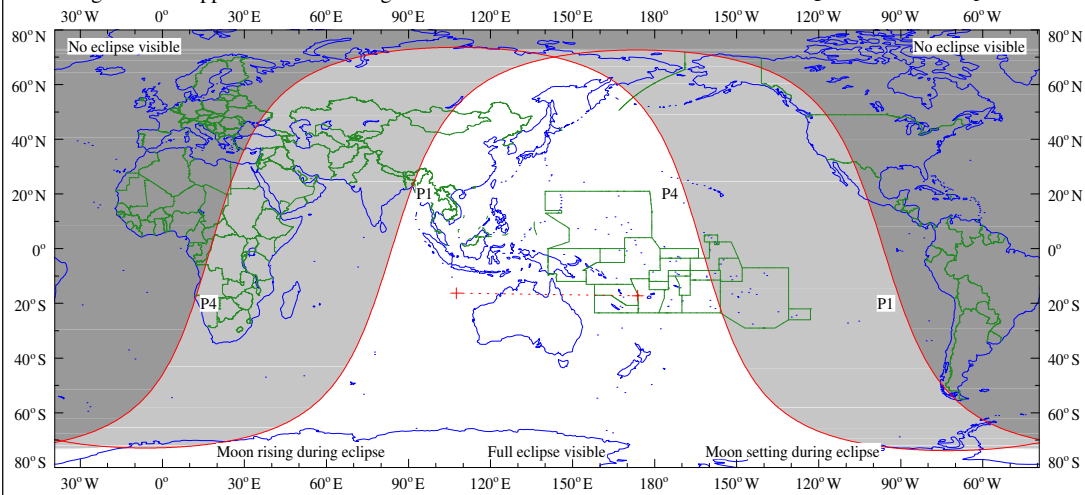 30° W 0° 30° E 60° E 90° E 120° E 150° E 180° 150° W 120° W 90° W 60° W
80° N 80° N
No eclipse visible No eclipse visible
60° N 60° N
40° N 40° N
20° N P1 P4 20° N
0° 0°
20° S P4 P1 20° S
40° S 40° S
60° S 60° S
Moon rising during eclipse Full eclipse visible Moon setting during eclipse
80° S 80° S
30° W 0° 30° E 60° E 90° E 120° E 150° E 180° 150° W 120° W 90° W 60° W